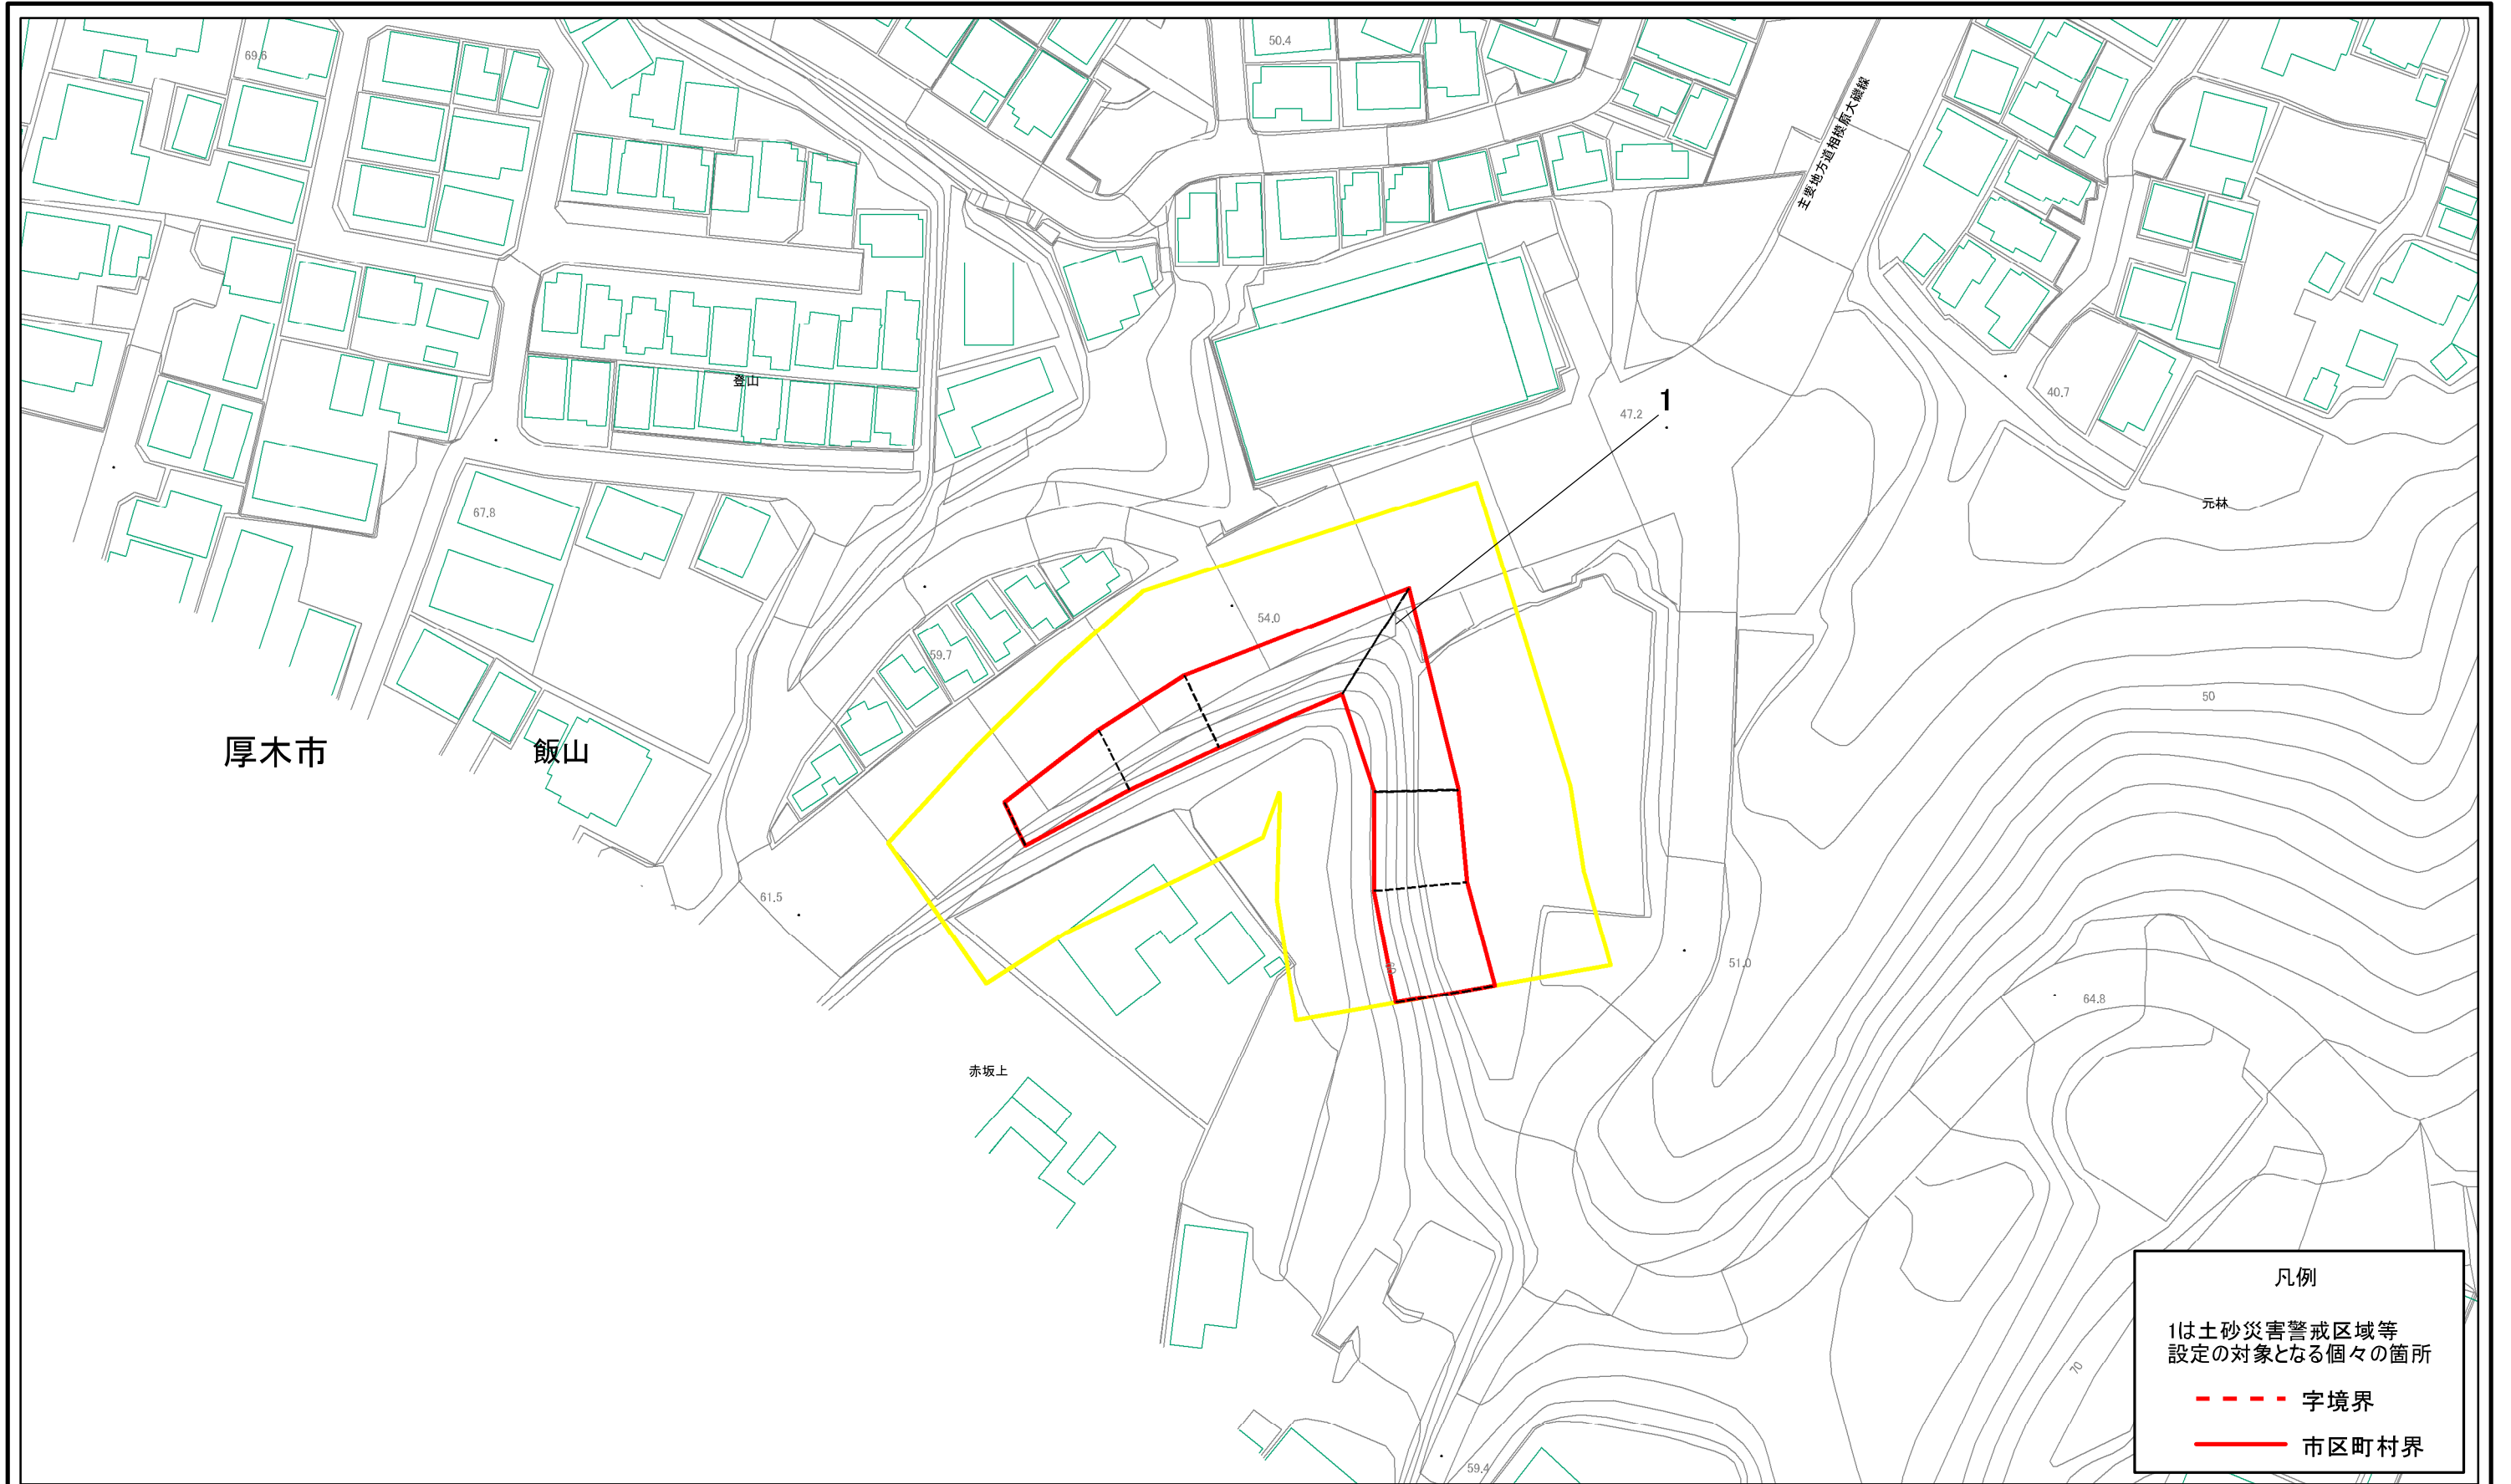 69.6
50.4
主要地方道相模原大磯線
登山
47.2
1
40.7
67.8
元林
54.0
59.7
厚木市
飯山
50
61.5
51.0
64.8
赤坂上
凡例
1は土砂災害警戒区域等
設定の対象となる個々の箇所
70
字境界
市区町村界
59.4